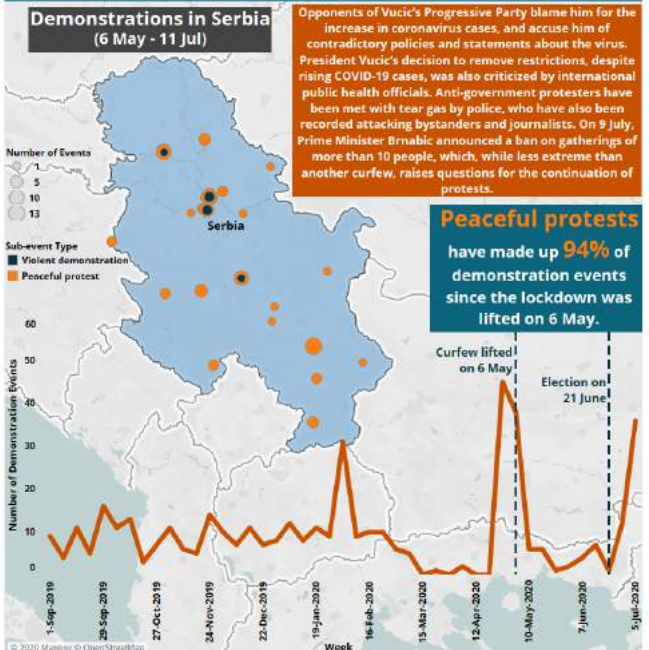 Demonstrations in Serbia
(6 May - 11 Jul)
Opponents of Vucic's Progressive Party blame him for the
increase in coronavirus cases, and accuse him of
contradictory policies and statements about the virus.
President Vucic's decision to remove restrictions, despite
rising COVID-19 cases, was also criticized by international
public health officials. Anti-government protesters have
been met with tear gas by police, who have also been
recorded attacking bystanders and journalists. On 9 July,
Prime Minister Brnabic announced a ban on gatherings of
more than 10 people, which, while less extreme than
another curfew, raises questions for the continuation of
protests.
Number of Events
1
5
10
13
Sub-event Type
Violent demonstration
Peaceful protest
Serbia
Peaceful protests
have made up 94% of
demonstration events
since the lockdown was
lifted on 6 May.
Curfew lifted
on 6 May
Election on
21 June
Number of Demonstration Events
60
50
40
30
20
10
0
1-Sep-2019
29-Sep-2019
27-Oct-2019
24-Nov-2019
22-Dec-2019
19-Jan-2020
16-Feb-2020
15-Mar-2020
12-Apr-2020
10-May-2020
7-Jun-2020
5-Jul-2020
Week
© 2020 Mapbox © OpenStreetMap